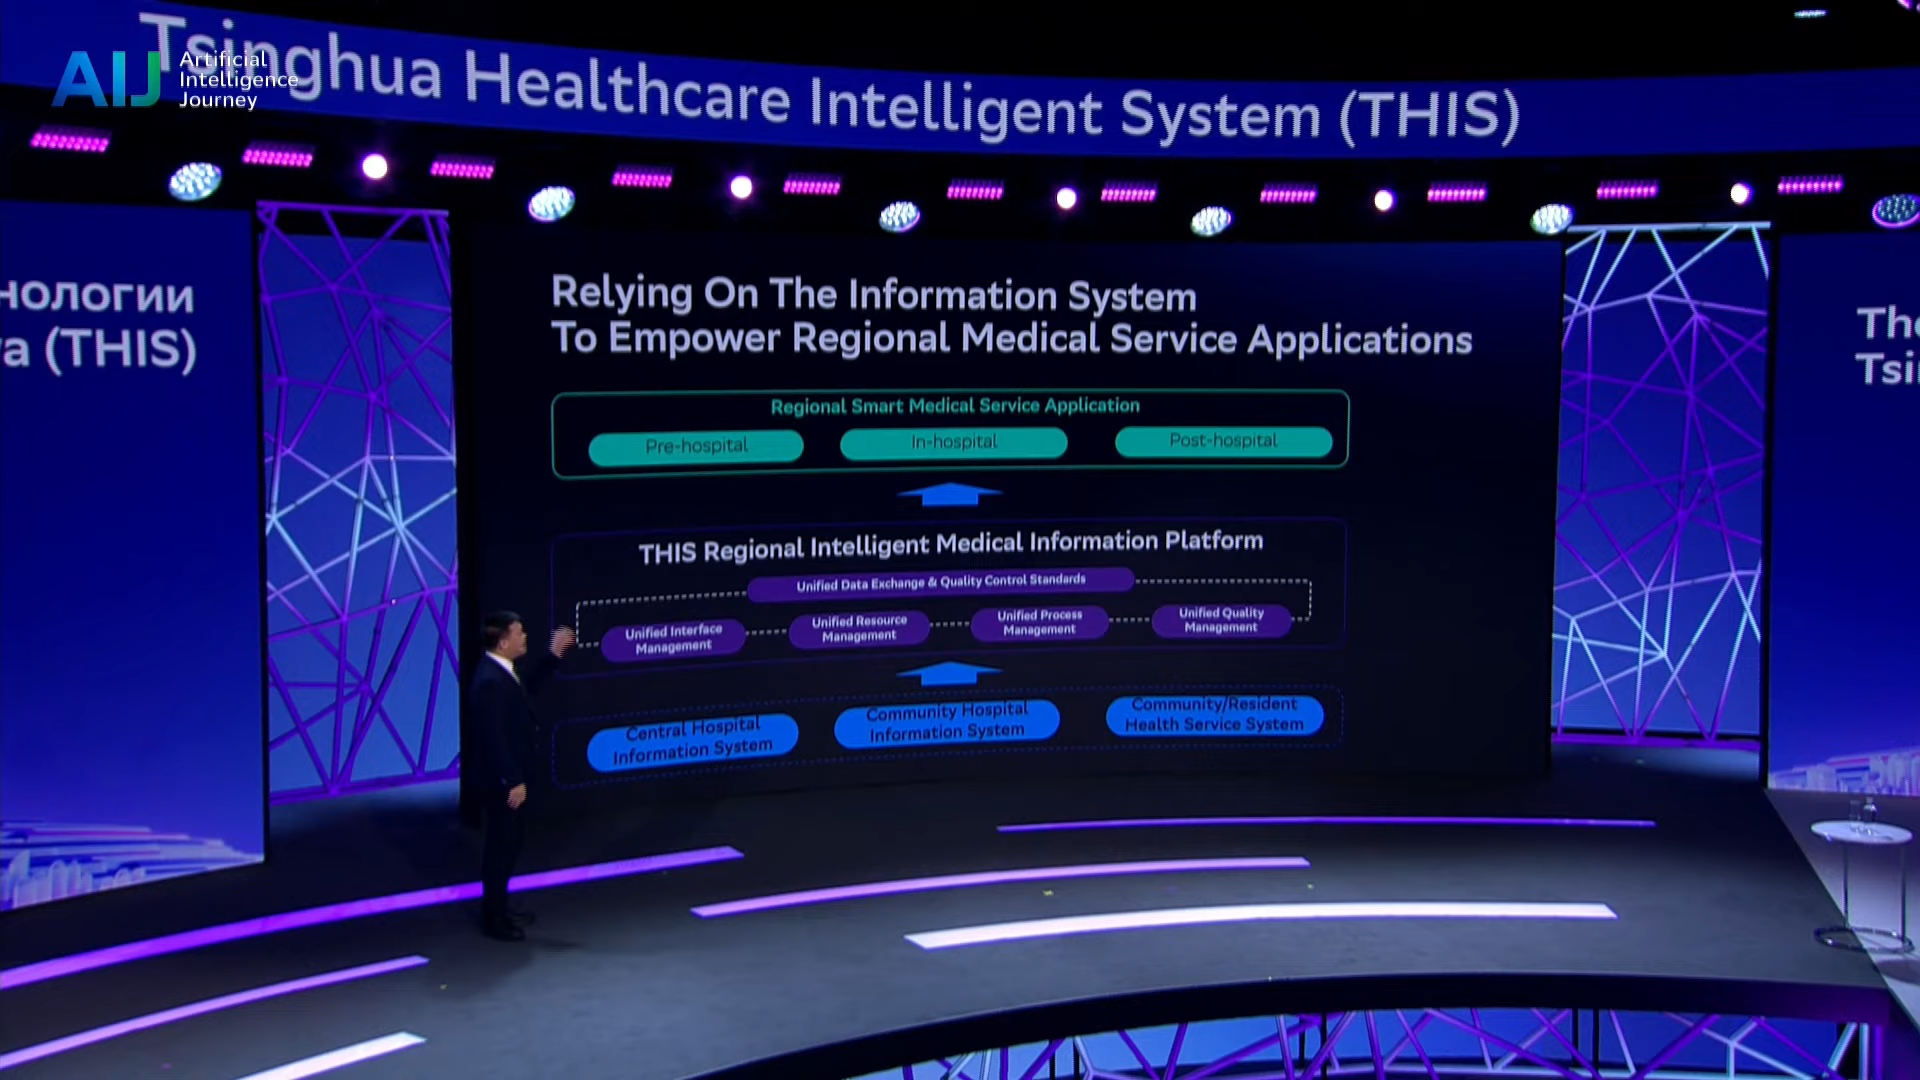 Tsinghua Healthcare Intelligent System (THIS)
AIJ
Artificial
Intelligence
Journey
нологии
а (THIS)
Relying On The Information System
To Empower Regional Medical Service Applications
Regional Smart Medical Service Application
Pre-hospital
In-hospital
Post-hospital
THIS Regional Intelligent Medical Information Platform
Unified Data Exchange & Quality Control Standards
Unified Interface
Management
Unified Resource
Management
Unified Process
Management
Unified Quality
Management
Central Hospital
Information System
Community Hospital
Information System
Community/Resident
Health Service System
The
Tsi